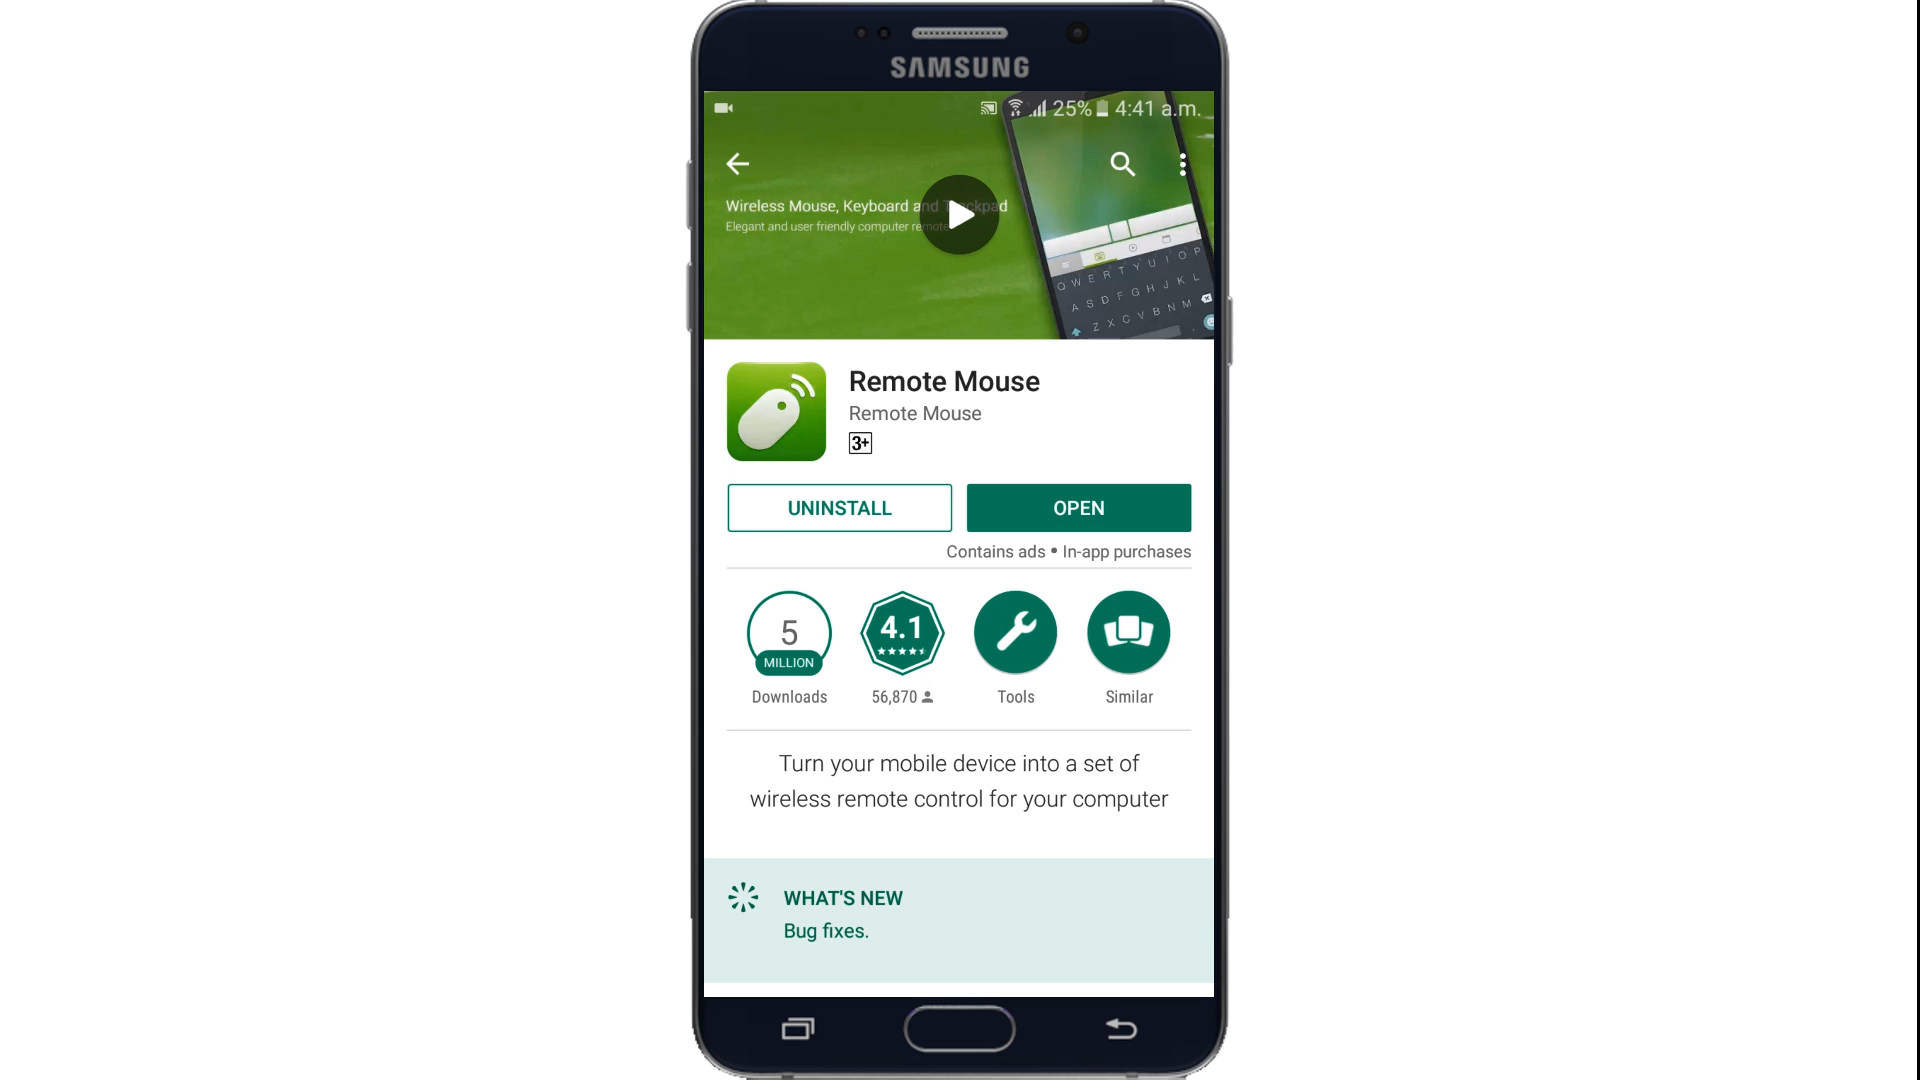 SAMSUNG
25% 4:41 a.m.
Wireless Mouse, Keyboard and Trackpad
Elegant and user friendly computer remote
Q W E R T Y U I O P
A S D F G H J K L
Z X C V B N M
Remote Mouse
Remote Mouse
3+
UNINSTALL
OPEN
Contains ads • In-app purchases
5
MILLION
4.1
Downloads
56,870
Tools
Similar
Turn your mobile device into a set of
wireless remote control for your computer
WHAT'S NEW
Bug fixes.